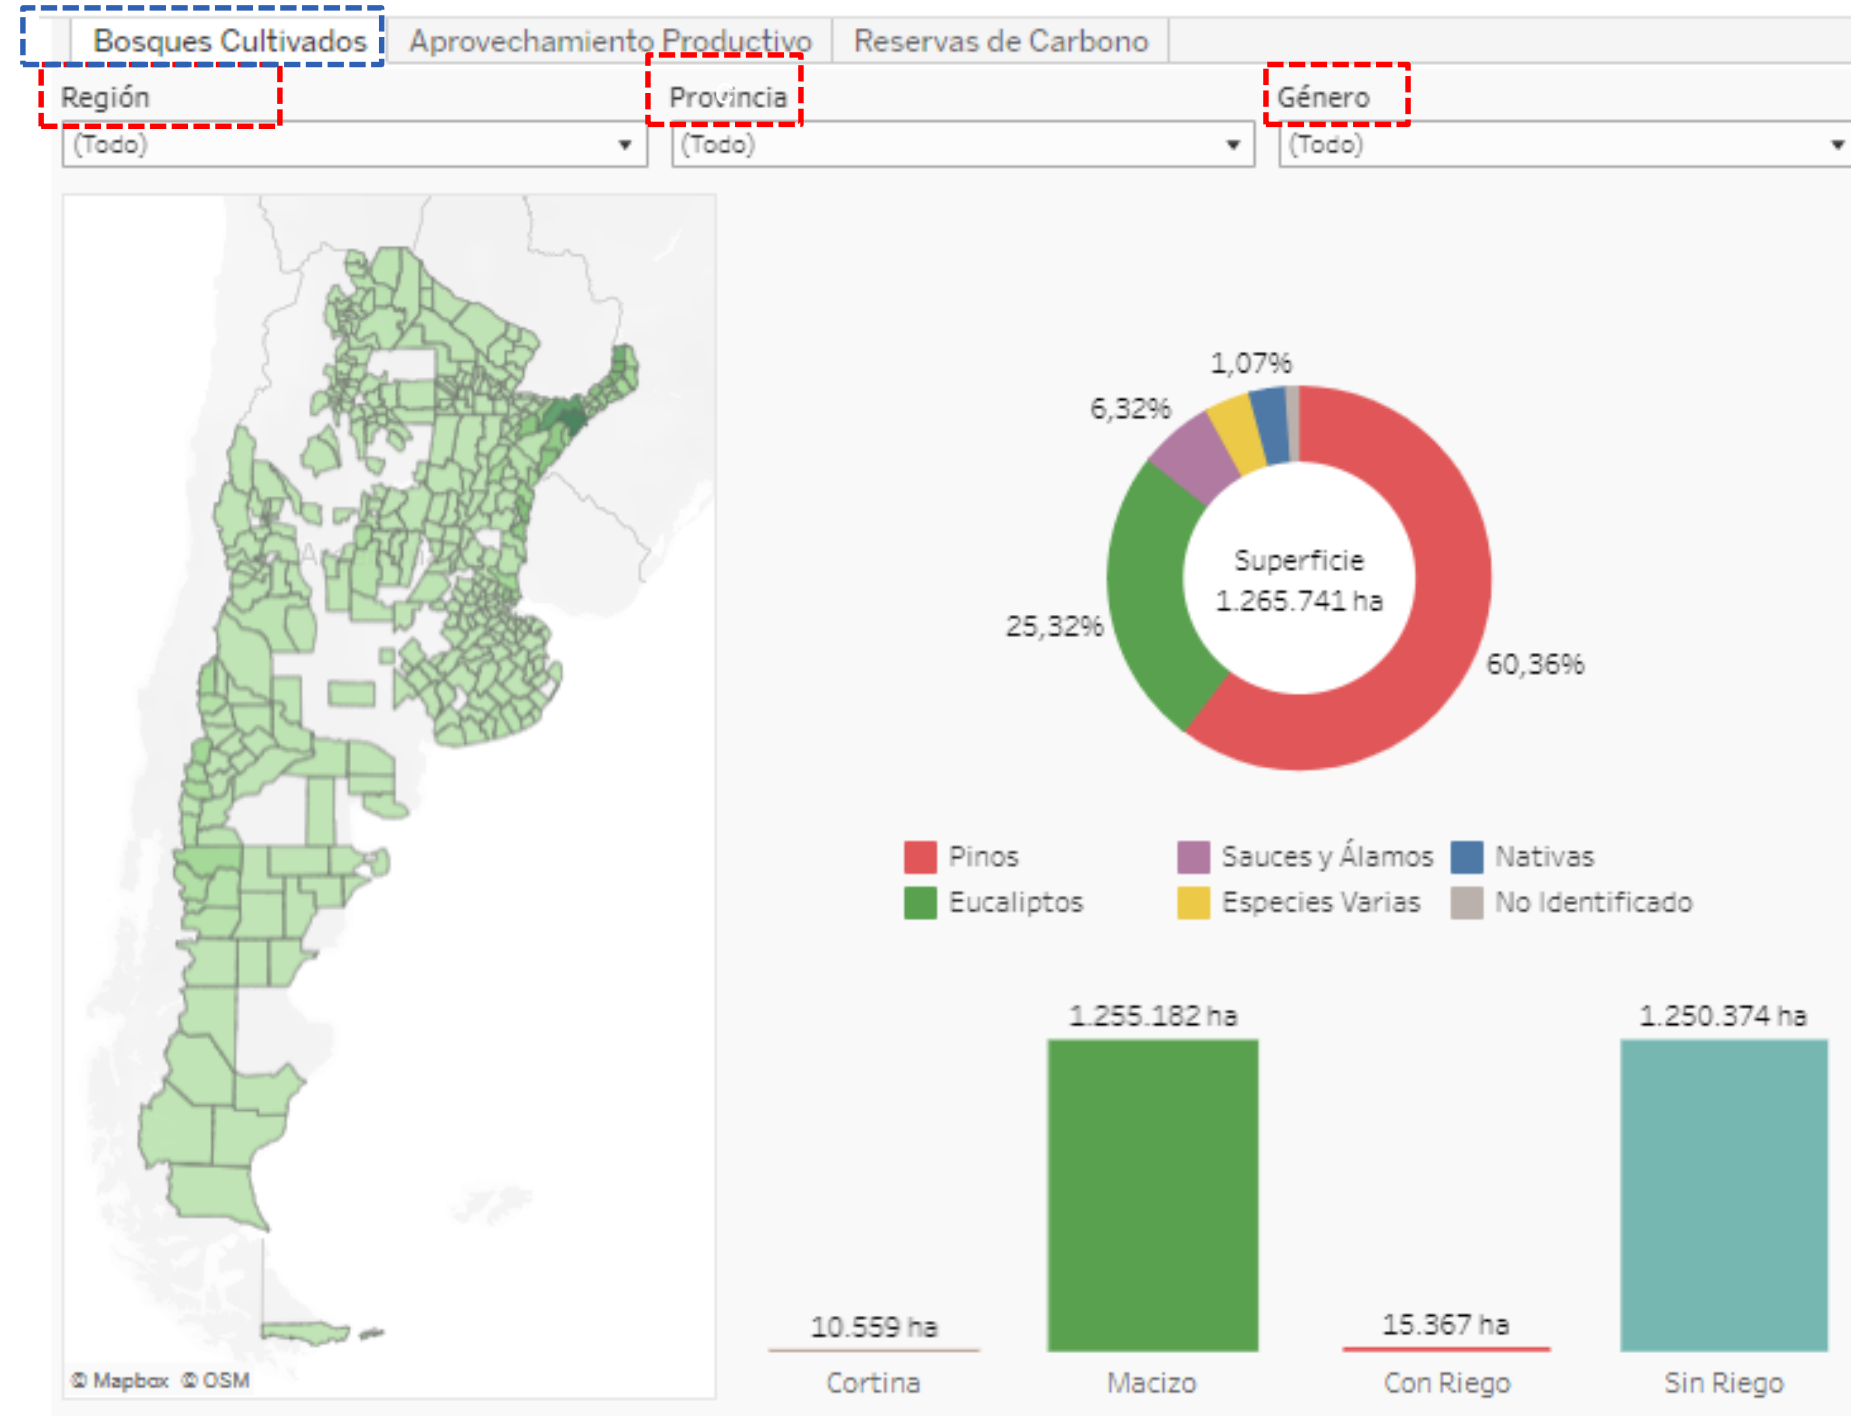 Bosques Cultivados
Aprovechamiento Productivo
Reservas de Carbono
Región
Provincia
Género
(Todo)
(Todo)
(Todo)
1,07%
6,32%
25,32%
60,36%
Superficie
1.265.741 ha
Pinos
Sauces y Álamos
Nativas
Eucaliptos
Especies Varias
No Identificado
1.255.182 ha
1.250.374 ha
10.559 ha
15.367 ha
Cortina
Macizo
Con Riego
Sin Riego
© Mapbox © OSM